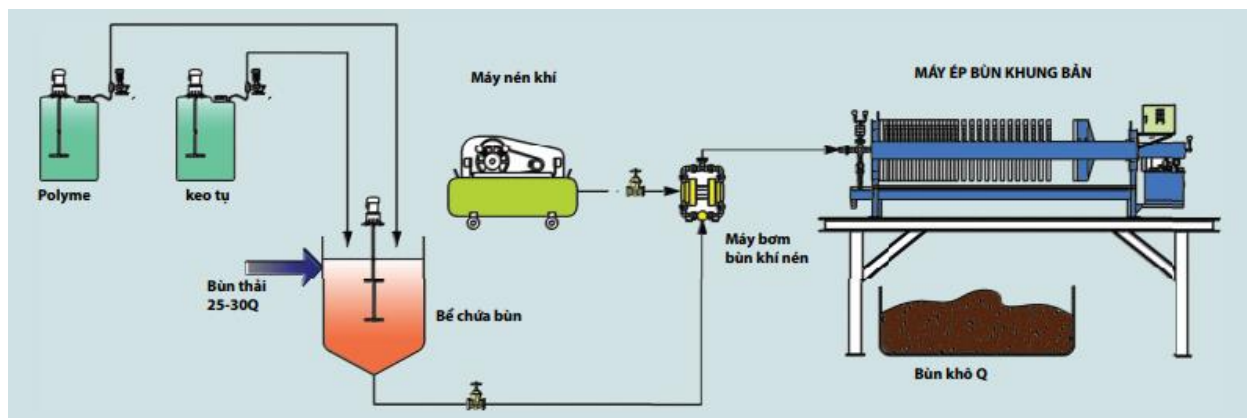 Máy nén khí
MÁY ÉP BÙN KHUNG BẢN
Polyme
keo tụ
Bùn thải
25-30Q
Bể chứa bùn
Máy bơm
bùn khí nén
Bùn khô Q